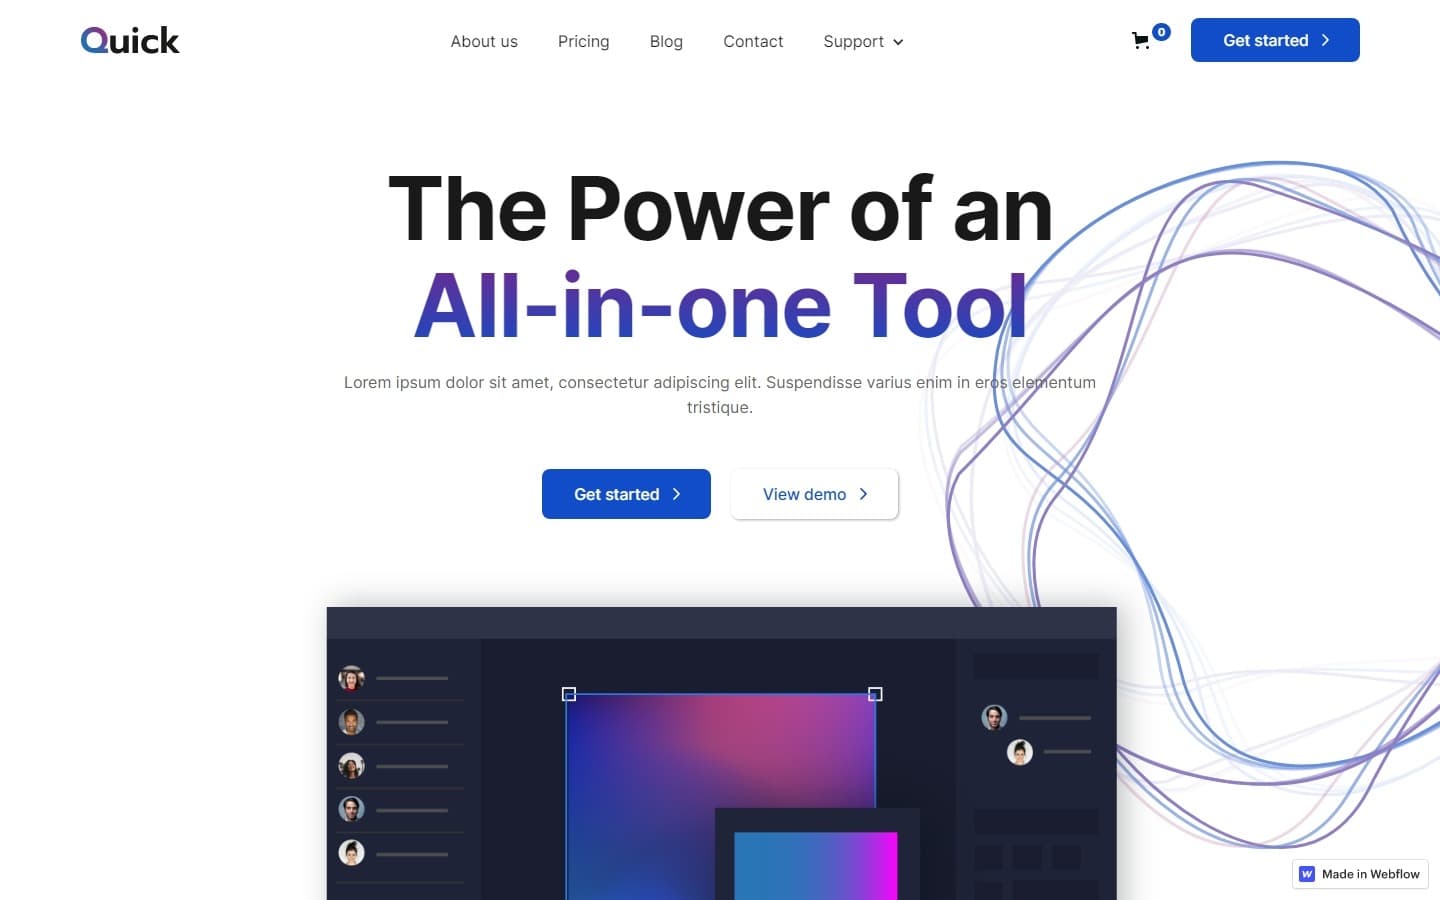 Quick
About us Pricing Blog Contact Support 0 Get started
The Power of an
All-in-one Tool
Lorem ipsum dolor sit amet, consectetur adipiscing elit. Suspendisse varius enim in eros elementum
tristique.
Get started View demo
Made in Webflow